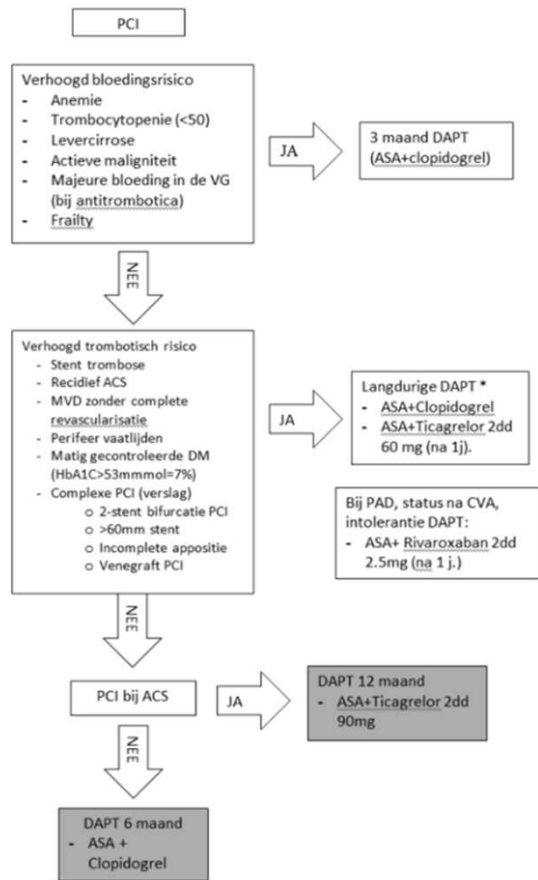 PCI
Verhoogd bloedingsrisico
- Anemie
- Trombocytopenie (<50)
- Levercirrose
- Actieve maligniteit
- Majeure bloeding in de VG
(bij antitrombotica)
- Frailty
JA
3 maand DAPT
(ASA+clopidogrel)
NEE
Verhoogd trombotisch risico
- Stent trombose
- Recidief ACS
- MVD zonder complete
revascularisatie
- Perifeer vaatlijden
- Matig gecontroleerde DM
(HbA1C>53mmmol=7%)
- Complexe PCI (verslag)
o 2-stent bifurcatie PCI
o >60mm stent
o Incomplete appositie
o Venegraft PCI
JA
Langdurige DAPT *
- ASA+Clopidogrel
- ASA+Ticagrelor 2dd
60 mg (na 1j).
Bij PAD, status na CVA,
intolerantie DAPT:
- ASA+ Rivaroxaban 2dd
2.5mg (na 1 j.)
NEE
PCI bij ACS
JA
DAPT 12 maand
- ASA+Ticagrelor 2dd
90mg
NEE
DAPT 6 maand
- ASA +
Clopidogrel